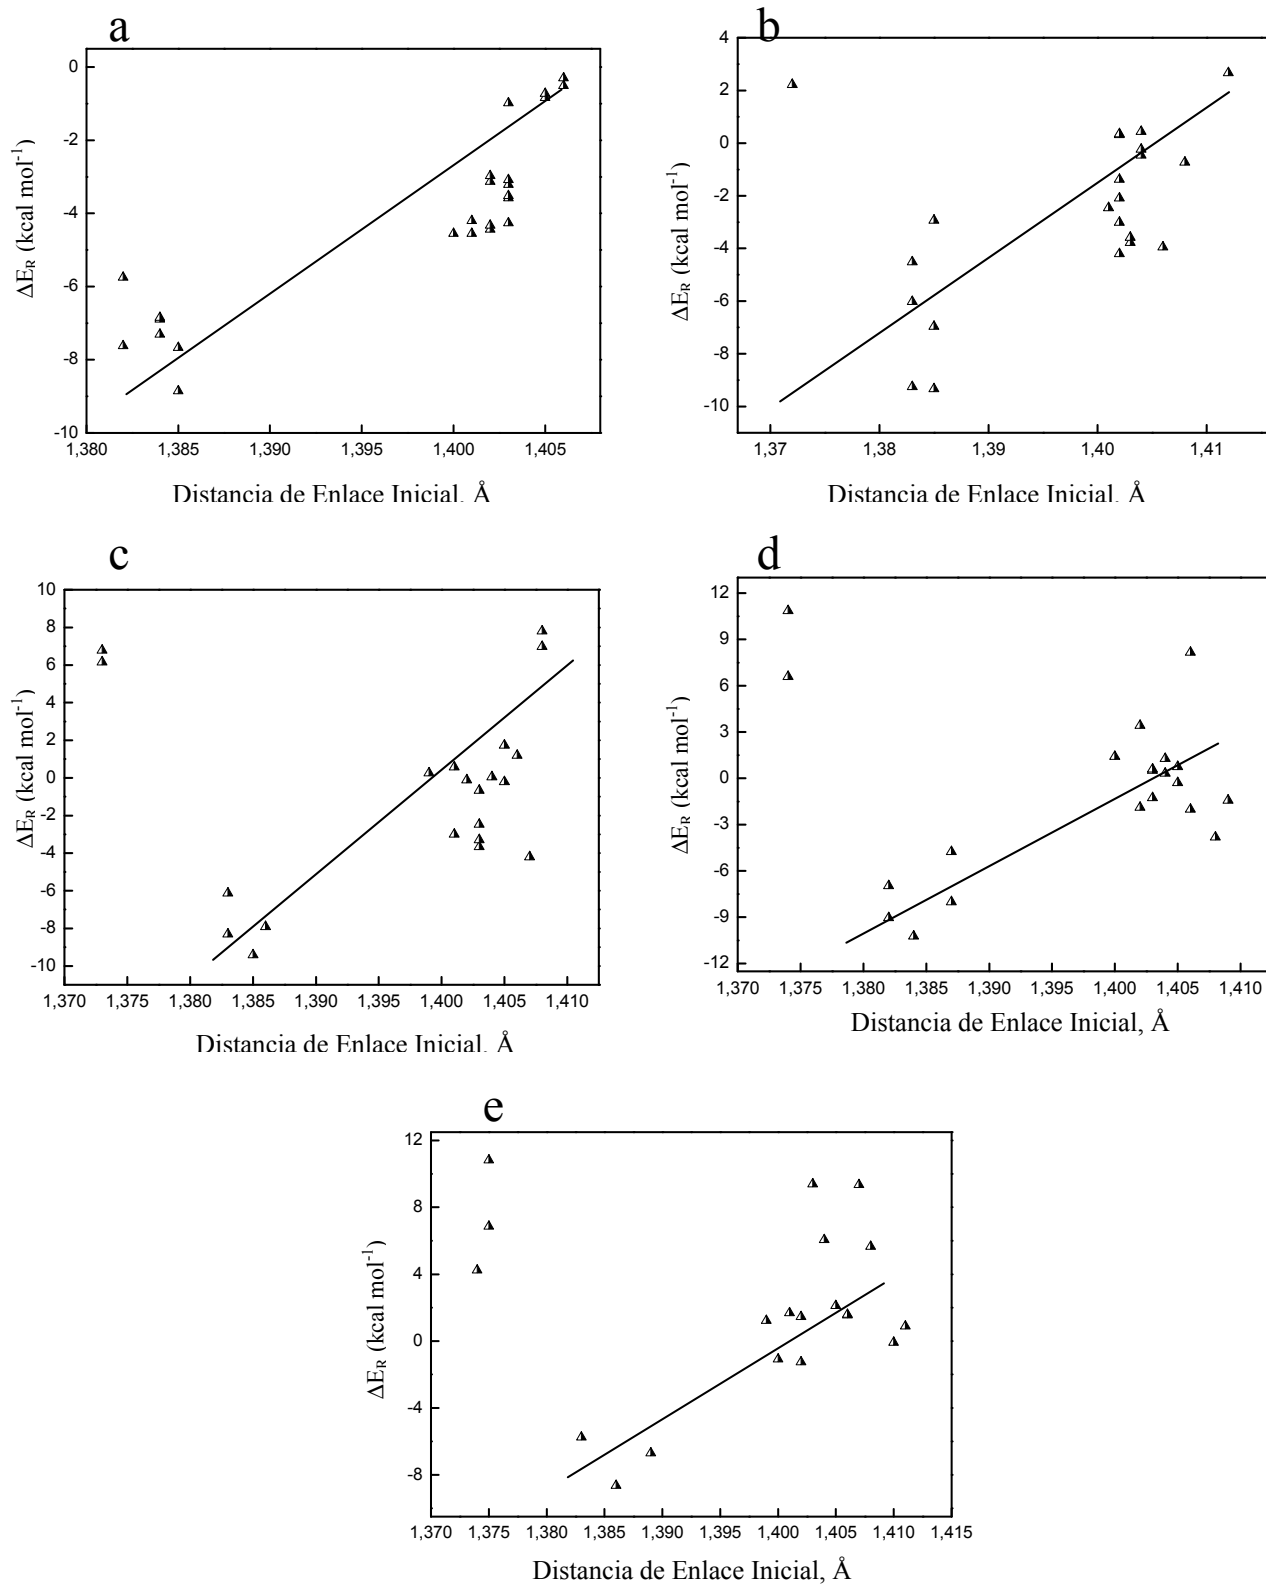 a
0
-2
-4
-6
-8
-10
1,380 1,385 1,390 1,395 1,400 1,405
ΔE_R (kcal mol⁻¹)
Distancia de Enlace Inicial, Å
b
4
2
0
-2
-4
-6
-8
-10
1,37 1,38 1,39 1,40 1,41
ΔE_R (kcal mol⁻¹)
Distancia de Enlace Inicial, Å
c
10
8
6
4
2
0
-2
-4
-6
-8
-10
1,370 1,375 1,380 1,385 1,390 1,395 1,400 1,405 1,410
ΔE_R (kcal mol⁻¹)
Distancia de Enlace Inicial, Å
d
12
9
6
3
0
-3
-6
-9
-12
1,370 1,375 1,380 1,385 1,390 1,395 1,400 1,405 1,410
ΔE_R (kcal mol⁻¹)
Distancia de Enlace Inicial, Å
e
12
8
4
0
-4
-8
1,370 1,375 1,380 1,385 1,390 1,395 1,400 1,405 1,410 1,415
ΔE_R (kcal mol⁻¹)
Distancia de Enlace Inicial, Å